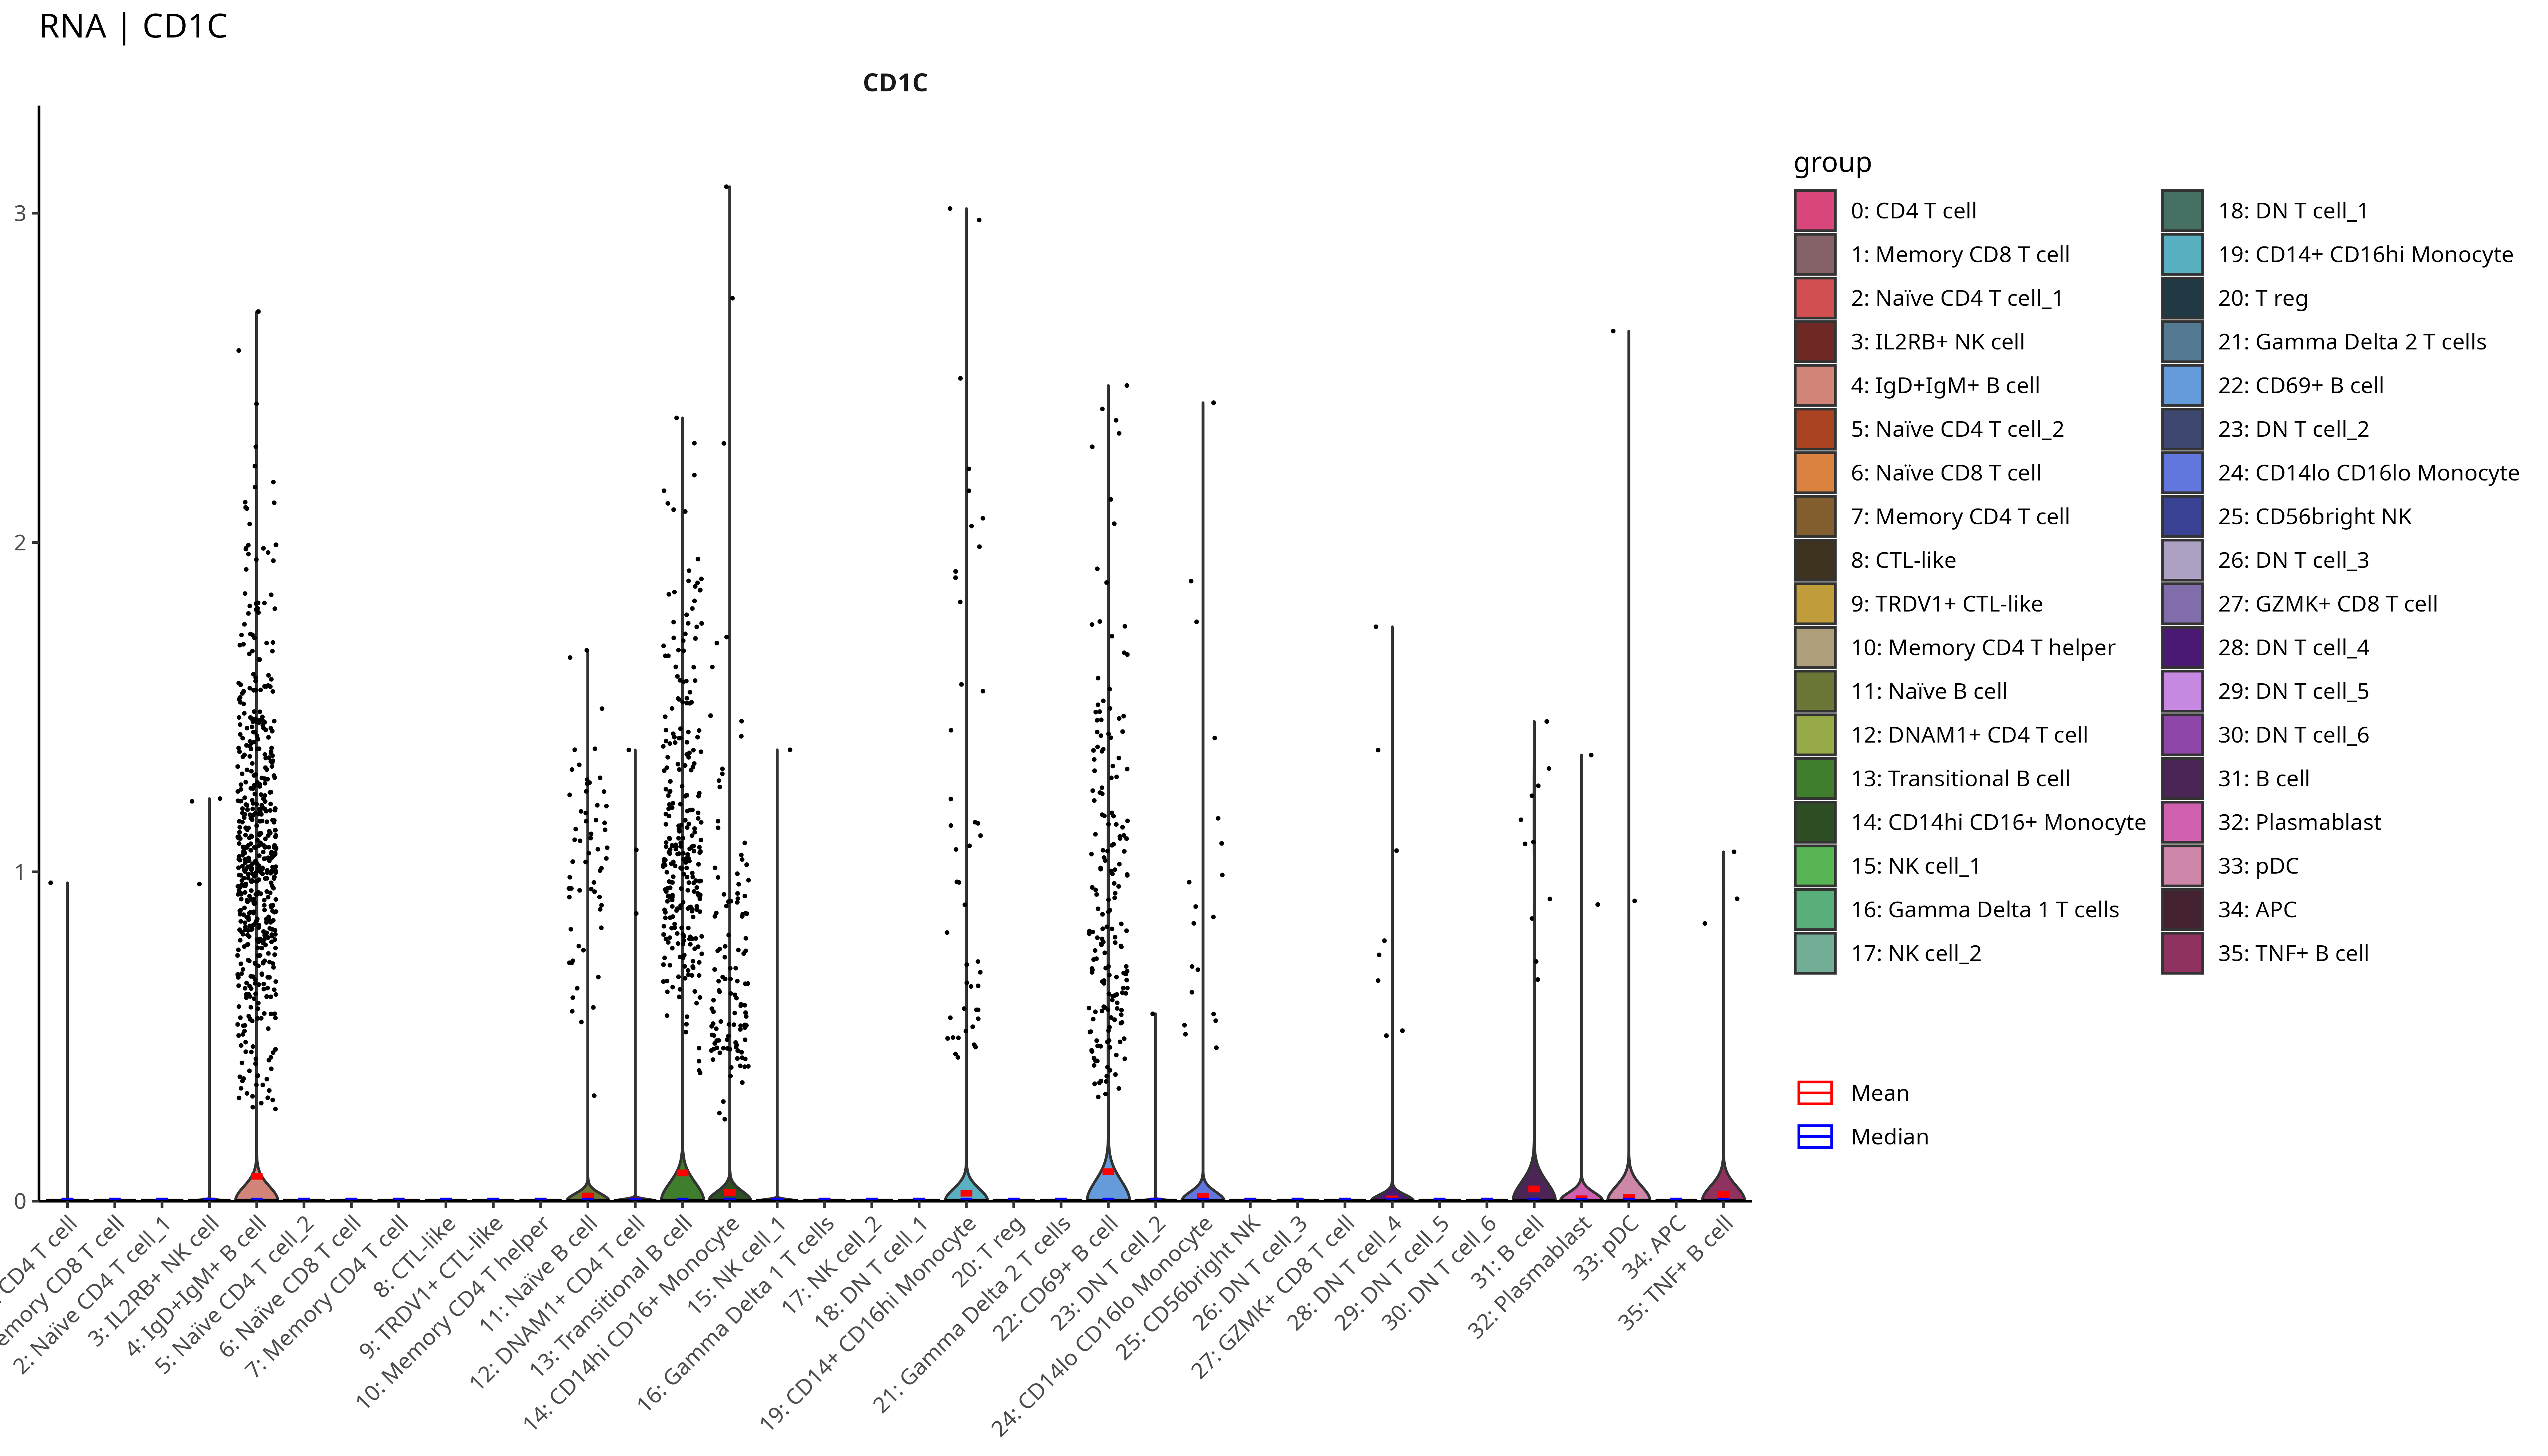 RNA | CD1C
CD1C
3
2
1
0
CD4 T cell
Memory CD8 T cell
2: Naïve CD4 T cell_1
3: IL2RB+ NK cell
4: IgD+IgM+ B cell
5: Naïve CD4 T cell_2
6: Naïve CD8 T cell
7: Memory CD4 T cell
8: CTL-like
9: TRDV1+ CTL-like
10: Memory CD4 T helper
11: Naïve B cell
12: DNAM1+ CD4 T cell
13: Transitional B cell
14: CD14hi CD16+ Monocyte
15: NK cell_1
16: Gamma Delta 1 T cells
17: NK cell_2
18: DN T cell_1
19: CD14+ CD16hi Monocyte
20: T reg
21: Gamma Delta 2 T cells
22: CD69+ B cell
23: DN T cell_2
24: CD14lo CD16lo Monocyte
25: CD56bright NK
26: DN T cell_3
27: GZMK+ CD8 T cell
28: DN T cell_4
29: DN T cell_5
30: DN T cell_6
31: B cell
32: Plasmablast
33: pDC
34: APC
35: TNF+ B cell
group
0: CD4 T cell
1: Memory CD8 T cell
2: Naïve CD4 T cell_1
3: IL2RB+ NK cell
4: IgD+IgM+ B cell
5: Naïve CD4 T cell_2
6: Naïve CD8 T cell
7: Memory CD4 T cell
8: CTL-like
9: TRDV1+ CTL-like
10: Memory CD4 T helper
11: Naïve B cell
12: DNAM1+ CD4 T cell
13: Transitional B cell
14: CD14hi CD16+ Monocyte
15: NK cell_1
16: Gamma Delta 1 T cells
17: NK cell_2
18: DN T cell_1
19: CD14+ CD16hi Monocyte
20: T reg
21: Gamma Delta 2 T cells
22: CD69+ B cell
23: DN T cell_2
24: CD14lo CD16lo Monocyte
25: CD56bright NK
26: DN T cell_3
27: GZMK+ CD8 T cell
28: DN T cell_4
29: DN T cell_5
30: DN T cell_6
31: B cell
32: Plasmablast
33: pDC
34: APC
35: TNF+ B cell
Mean
Median